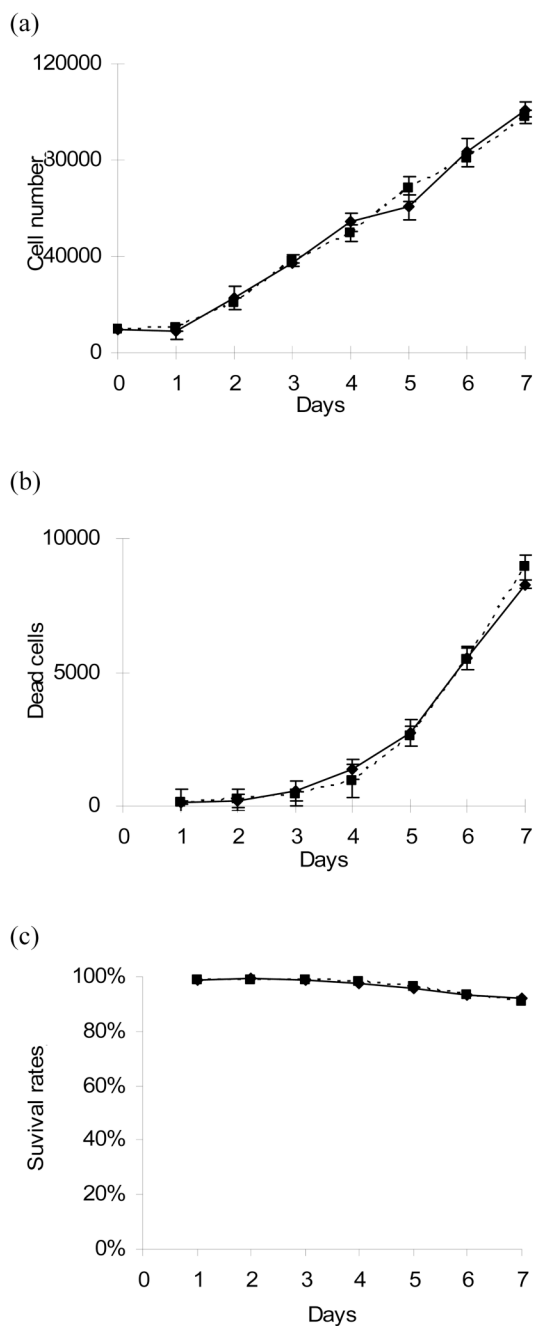 (a)
120000
80000
40000
0
Cell number
0 1 2 3 4 5 6 7
Days
(b)
10000
5000
0
Dead cells
0 1 2 3 4 5 6 7
Days
(c)
100%
80%
60%
40%
20%
0%
Suvival rates
0 1 2 3 4 5 6 7
Days